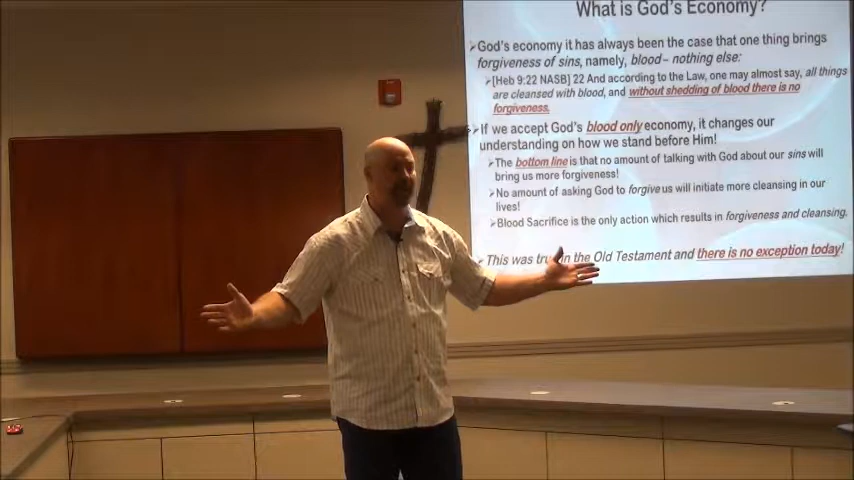 What is God's Economy?
God's economy it has always been the case that one thing brings
forgiveness of sins, namely, blood– nothing else:
[Heb 9:22 NASB] 22 And according to the Law, one may almost say, all things
are cleansed with blood, and without shedding of blood there is no
forgiveness.
If we accept God's blood only economy, it changes our
understanding on how we stand before Him!
The bottom line is that no amount of talking with God about our sins will
bring us more forgiveness!
No amount of asking God to forgive us will initiate more cleansing in our
lives!
Blood Sacrifice is the only action which results in forgiveness and cleansing.
This was true in the Old Testament and there is no exception today!